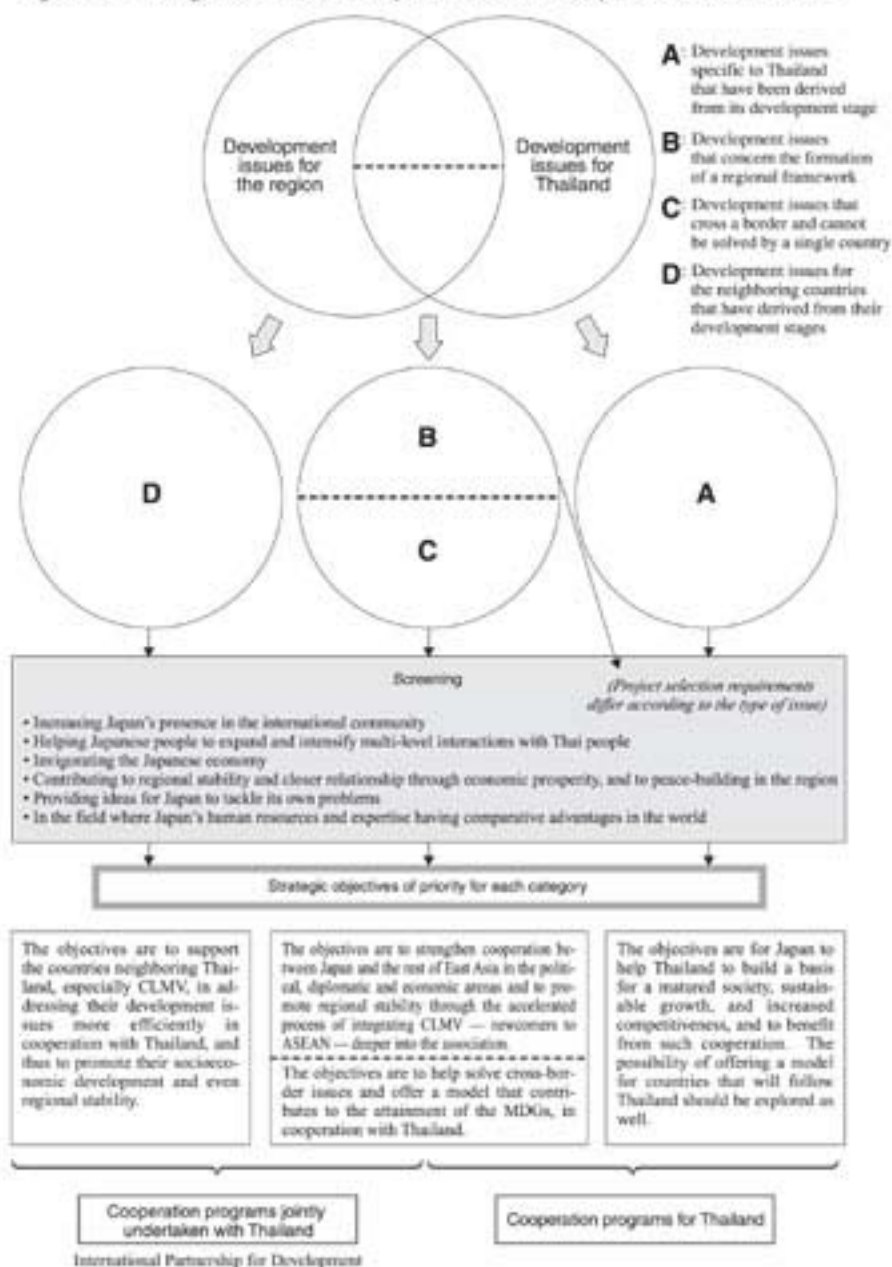 Development
issues for
the region
Development
issues for
Thailand
A : Development issues
specific to Thailand
that have been derived
from its development stage
B : Development issues
that concern the formation
of a regional framework
C : Development issues that
cross a border and cannot
be solved by a single country
D : Development issues for
the neighboring countries
that have derived from their
development stages
D
B
C
A
Screening
(Project selection requirements
differ according to the type of issue)
• Increasing Japan's presence in the international community
• Helping Japanese people to expand and intensify multi-level interactions with Thai people
• Invigorating the Japanese economy
• Contributing to regional stability and closer relationship through economic prosperity, and to peace-building in the region
• Providing ideas for Japan to tackle its own problems
• In the field where Japan's human resources and expertise having comparative advantages in the world
Strategic objectives of priority for each category
The objectives are to support
the countries neighboring Thai-
land, especially CLMV, in ad-
dressing their development is-
sues more efficiently in
cooperation with Thailand, and
thus to promote their socioeco-
nomic development and even
regional stability.
The objectives are to strengthen cooperation be-
tween Japan and the rest of East Asia in the politi-
cal, diplomatic and economic arenas and to pro-
mote regional stability through the accelerated
process of integrating CLMV — newcomers to
ASEAN — deeper into the association.
The objectives are to help solve cross-bor-
der issues and offer a model that contri-
butes to the attainment of the MDGs, in
cooperation with Thailand.
The objectives are for Japan to
help Thailand to build a basis
for a matured society, sustain-
able growth, and increased
competitiveness, and to benefit
from such cooperation. The
possibility of offering a model
for countries that will follow
Thailand should be explored as
well.
Cooperation programs jointly
undertaken with Thailand
International Partnership for Development
Cooperation programs for Thailand